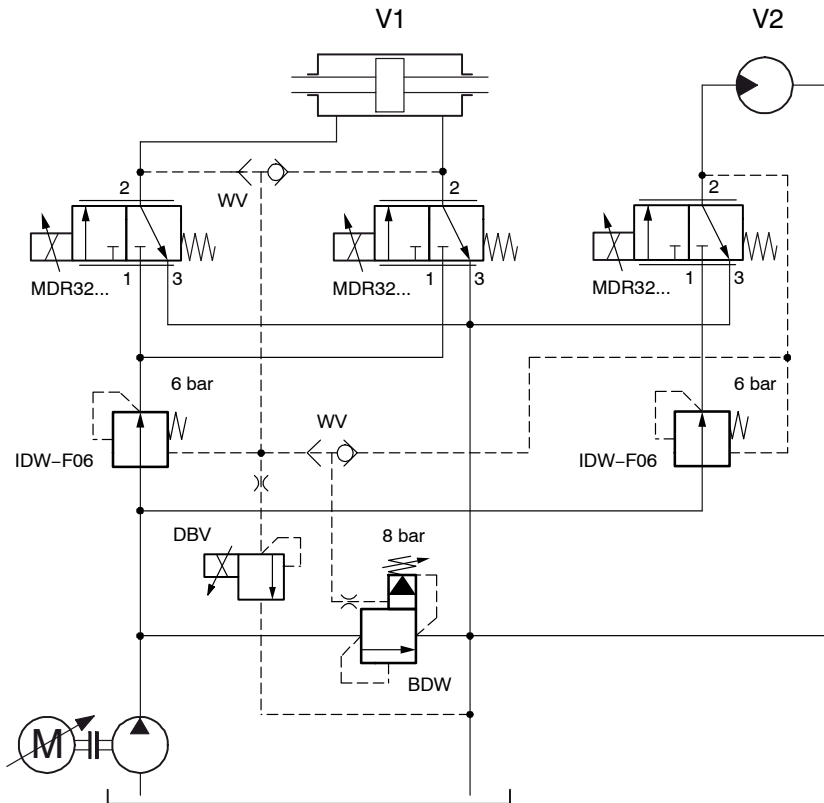 V1
V2
2
2
2
WV
1
3
1
3
1
3
MDR32...
MDR32...
MDR32...
6 bar
WV
6 bar
IDW–F06
IDW–F06
DBV
8 bar
BDW
M